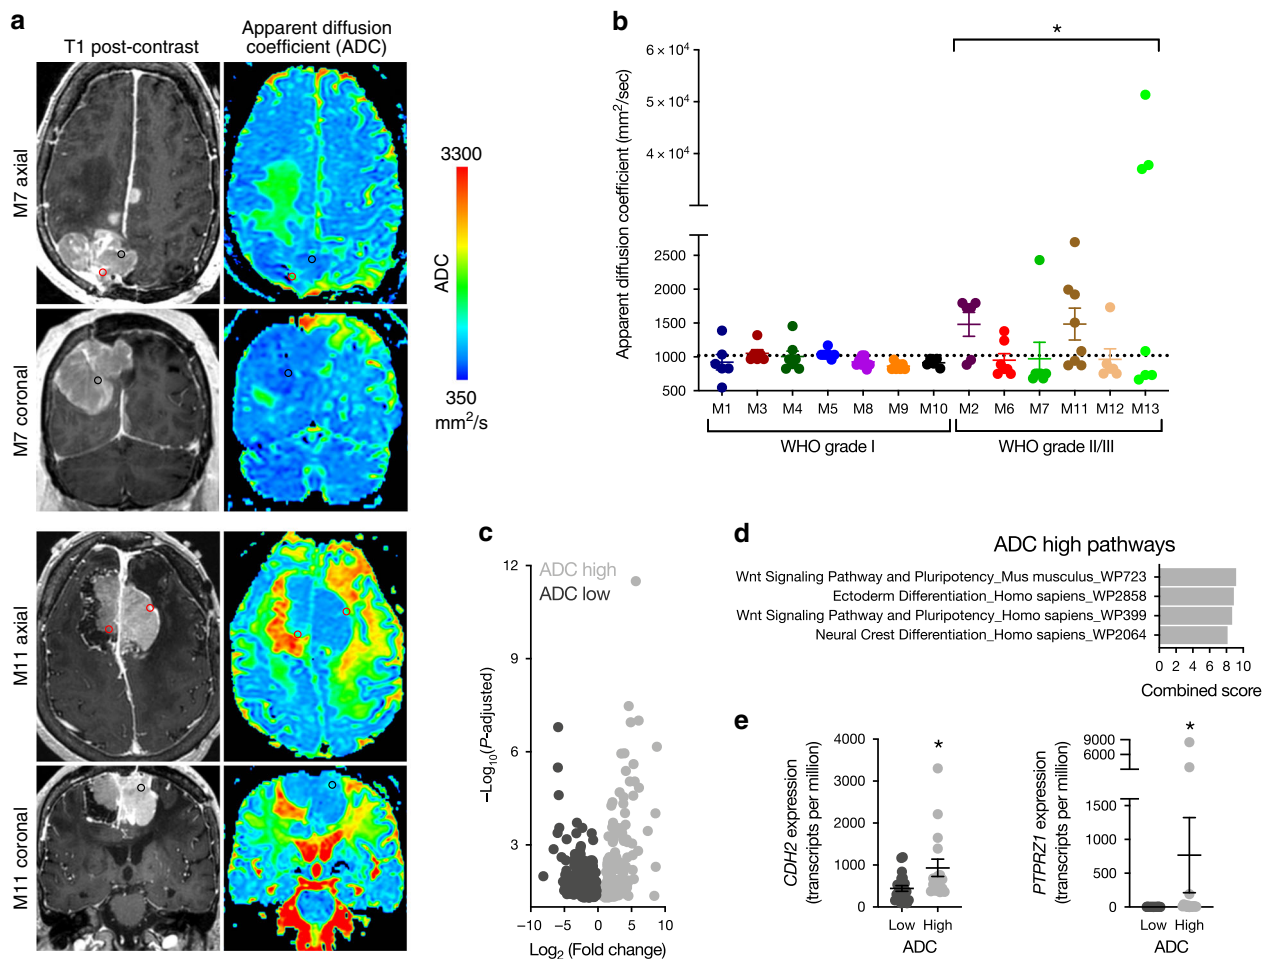 a
T1 post-contrast
Apparent diffusion
coefficient (ADC)
M7 axial
M7 coronal
M11 axial
M11 coronal
3300
ADC
350
mm²/s
b
Apparent diffusion coefficient (mm²/sec)
6 × 10⁴
5 × 10⁴
4 × 10⁴
2500
2000
1500
1000
500
*
M1 M3 M4 M5 M8 M9 M10 M2 M6 M7 M11 M12 M13
WHO grade I WHO grade II/III
c
ADC high
ADC low
−Log₁₀(P-adjusted)
12
9
6
3
−10 −5 0 5 10
Log₂ (Fold change)
d
ADC high pathways
Wnt Signaling Pathway and Pluripotency_Mus musculus_WP723
Ectoderm Differentiation_Homo sapiens_WP2858
Wnt Signaling Pathway and Pluripotency_Homo sapiens_WP399
Neural Crest Differentiation_Homo sapiens_WP2064
0 2 4 6 8 10
Combined score
e
CDH2 expression
(transcripts per million)
4000
3000
2000
1000
0
*
Low High
ADC
PTPRZ1 expression
(transcripts per million)
9000
6000
1500
1000
500
0
*
Low High
ADC